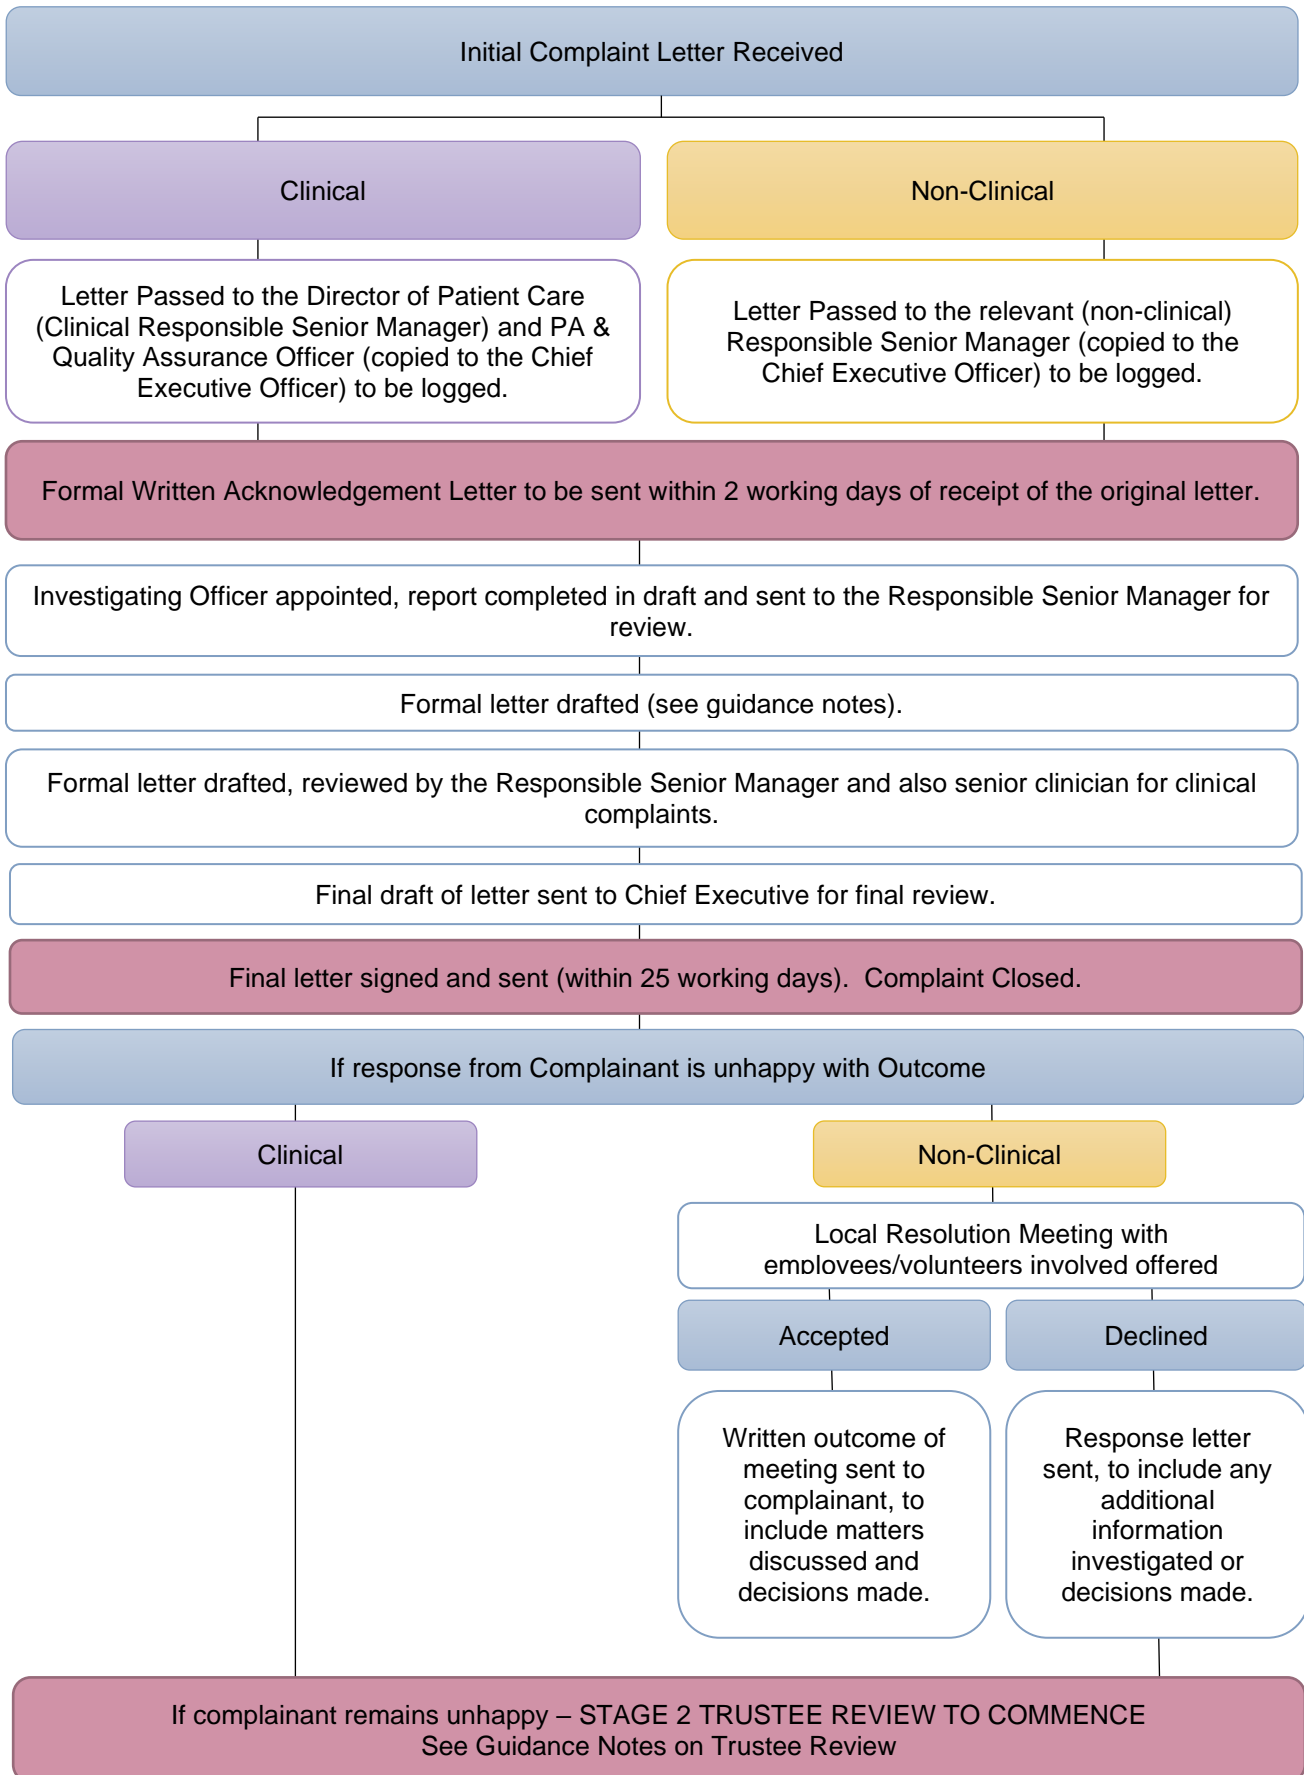 Initial Complaint Letter Received
Clinical
Non-Clinical
Letter Passed to the Director of Patient Care
(Clinical Responsible Senior Manager) and PA &
Quality Assurance Officer (copied to the Chief
Executive Officer) to be logged.
Letter Passed to the relevant (non-clinical)
Responsible Senior Manager (copied to the
Chief Executive Officer) to be logged.
Formal Written Acknowledgement Letter to be sent within 2 working days of receipt of the original letter.
Investigating Officer appointed, report completed in draft and sent to the Responsible Senior Manager for
review.
Formal letter drafted (see guidance notes).
Formal letter drafted, reviewed by the Responsible Senior Manager and also senior clinician for clinical
complaints.
Final draft of letter sent to Chief Executive for final review.
Final letter signed and sent (within 25 working days).  Complaint Closed.
If response from Complainant is unhappy with Outcome
Clinical
Non-Clinical
Local Resolution Meeting with
employees/volunteers involved offered
Accepted
Declined
Written outcome of
meeting sent to
complainant, to
include matters
discussed and
decisions made.
Response letter
sent, to include any
additional
information
investigated or
decisions made.
If complainant remains unhappy – STAGE 2 TRUSTEE REVIEW TO COMMENCE
See Guidance Notes on Trustee Review